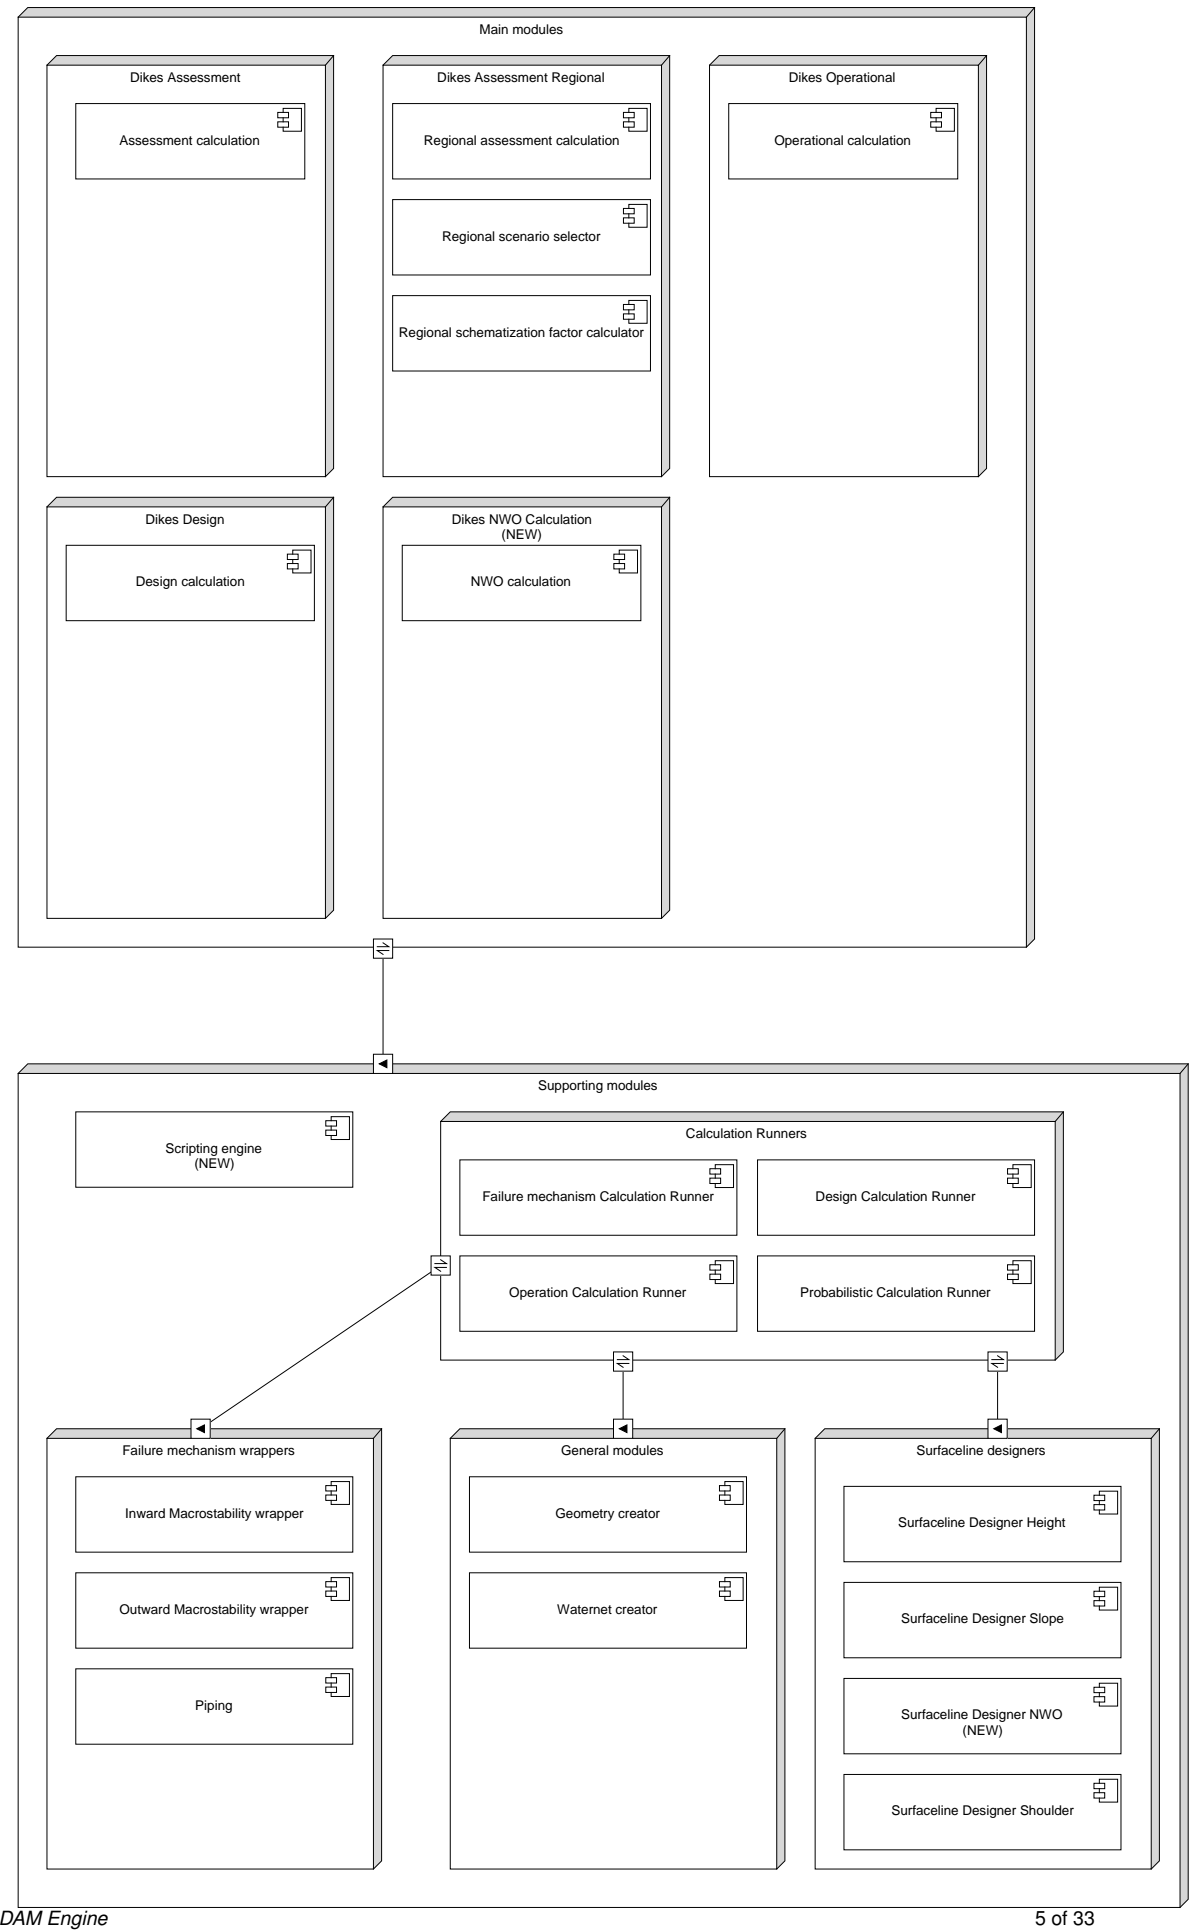 Main modules
Dikes Assessment
Assessment calculation
Dikes Assessment Regional
Regional assessment calculation
Regional scenario selector
Regional schematization factor calculator
Dikes Operational
Operational calculation
Dikes Design
Design calculation
Dikes NWO Calculation
(NEW)
NWO calculation
Supporting modules
Scripting engine
(NEW)
Calculation Runners
Failure mechanism Calculation Runner
Design Calculation Runner
Operation Calculation Runner
Probabilistic Calculation Runner
Failure mechanism wrappers
Inward Macrostability wrapper
Outward Macrostability wrapper
Piping
General modules
Geometry creator
Waternet creator
Surfaceline designers
Surfaceline Designer Height
Surfaceline Designer Slope
Surfaceline Designer NWO
(NEW)
Surfaceline Designer Shoulder
DAM Engine
5 of 33